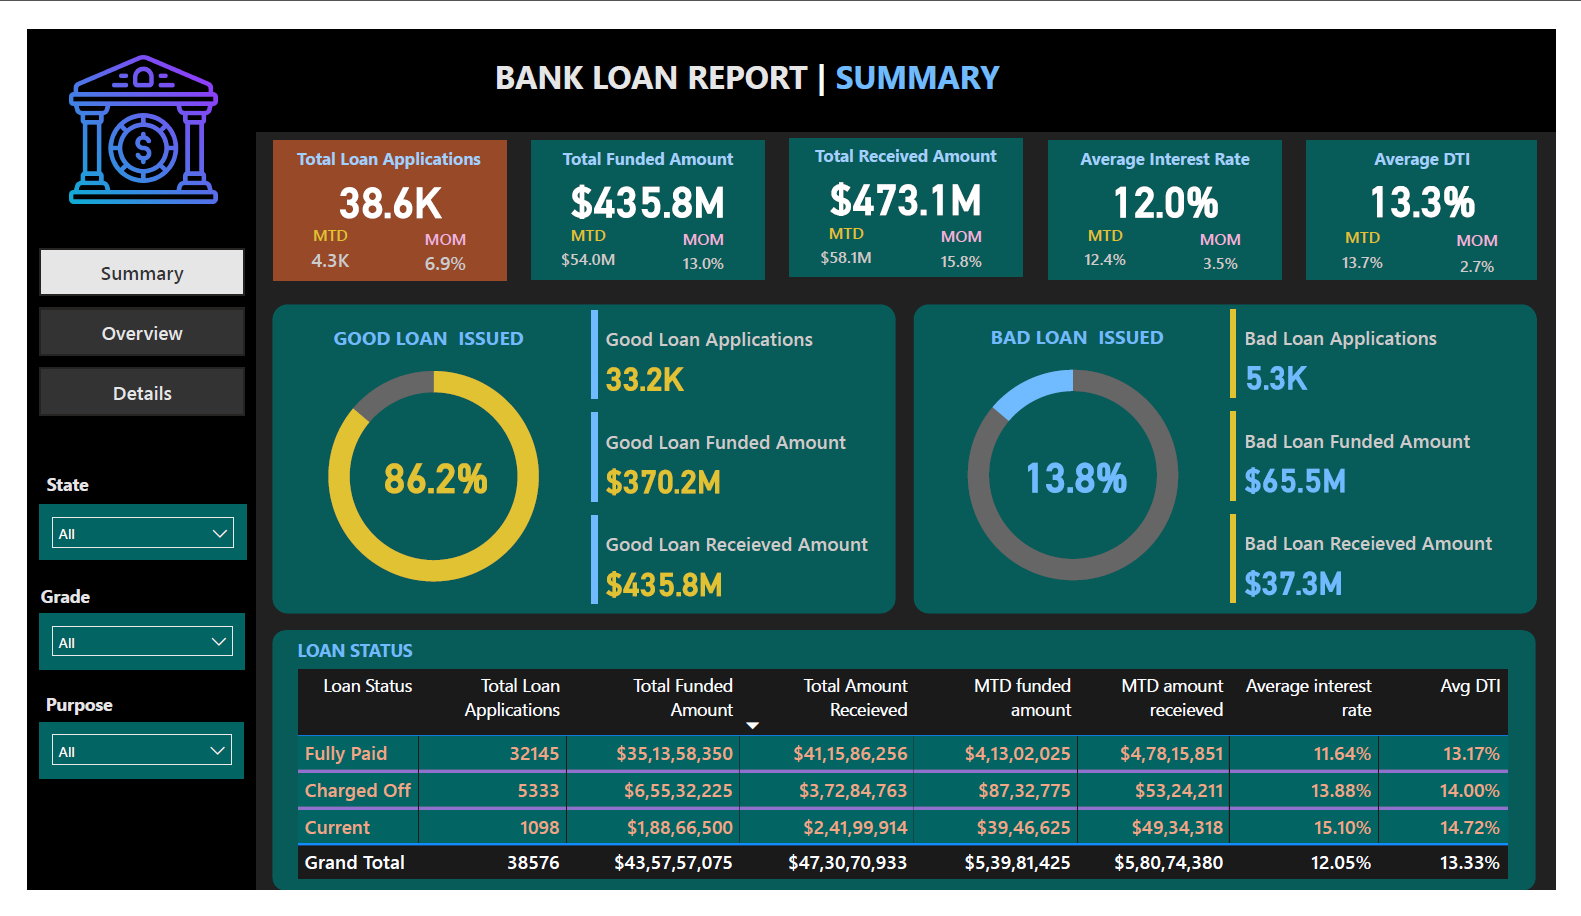 BANK LOAN REPORT | SUMMARY
Total Loan Applications
38.6K
MTD
MOM
4.3K
6.9%
Total Funded Amount
$435.8M
MTD
MOM
$54.0M
13.0%
Total Received Amount
$473.1M
MTD
MOM
$58.1M
15.8%
Average Interest Rate
12.0%
MTD
MOM
12.4%
3.5%
Average DTI
13.3%
MTD
MOM
13.7%
2.7%
Summary
Overview
Details
State
All
Grade
All
Purpose
All
GOOD LOAN ISSUED
86.2%
Good Loan Applications
33.2K
Good Loan Funded Amount
$370.2M
Good Loan Receieved Amount
$435.8M
BAD LOAN ISSUED
13.8%
Bad Loan Applications
5.3K
Bad Loan Funded Amount
$65.5M
Bad Loan Receieved Amount
$37.3M
LOAN STATUS
Loan Status Total Loan Total Funded Total Amount MTD funded MTD amount Average interest Avg DTI
Applications Amount Receieved amount receieved rate
Fully Paid 32145 $35,13,58,350 $41,15,86,256 $4,13,02,025 $4,78,15,851 11.64% 13.17%
Charged Off 5333 $6,55,32,225 $3,72,84,763 $87,32,775 $53,24,211 13.88% 14.00%
Current 1098 $1,88,66,500 $2,41,99,914 $39,46,625 $49,34,318 15.10% 14.72%
Grand Total 38576 $43,57,57,075 $47,30,70,933 $5,39,81,425 $5,80,74,380 12.05% 13.33%